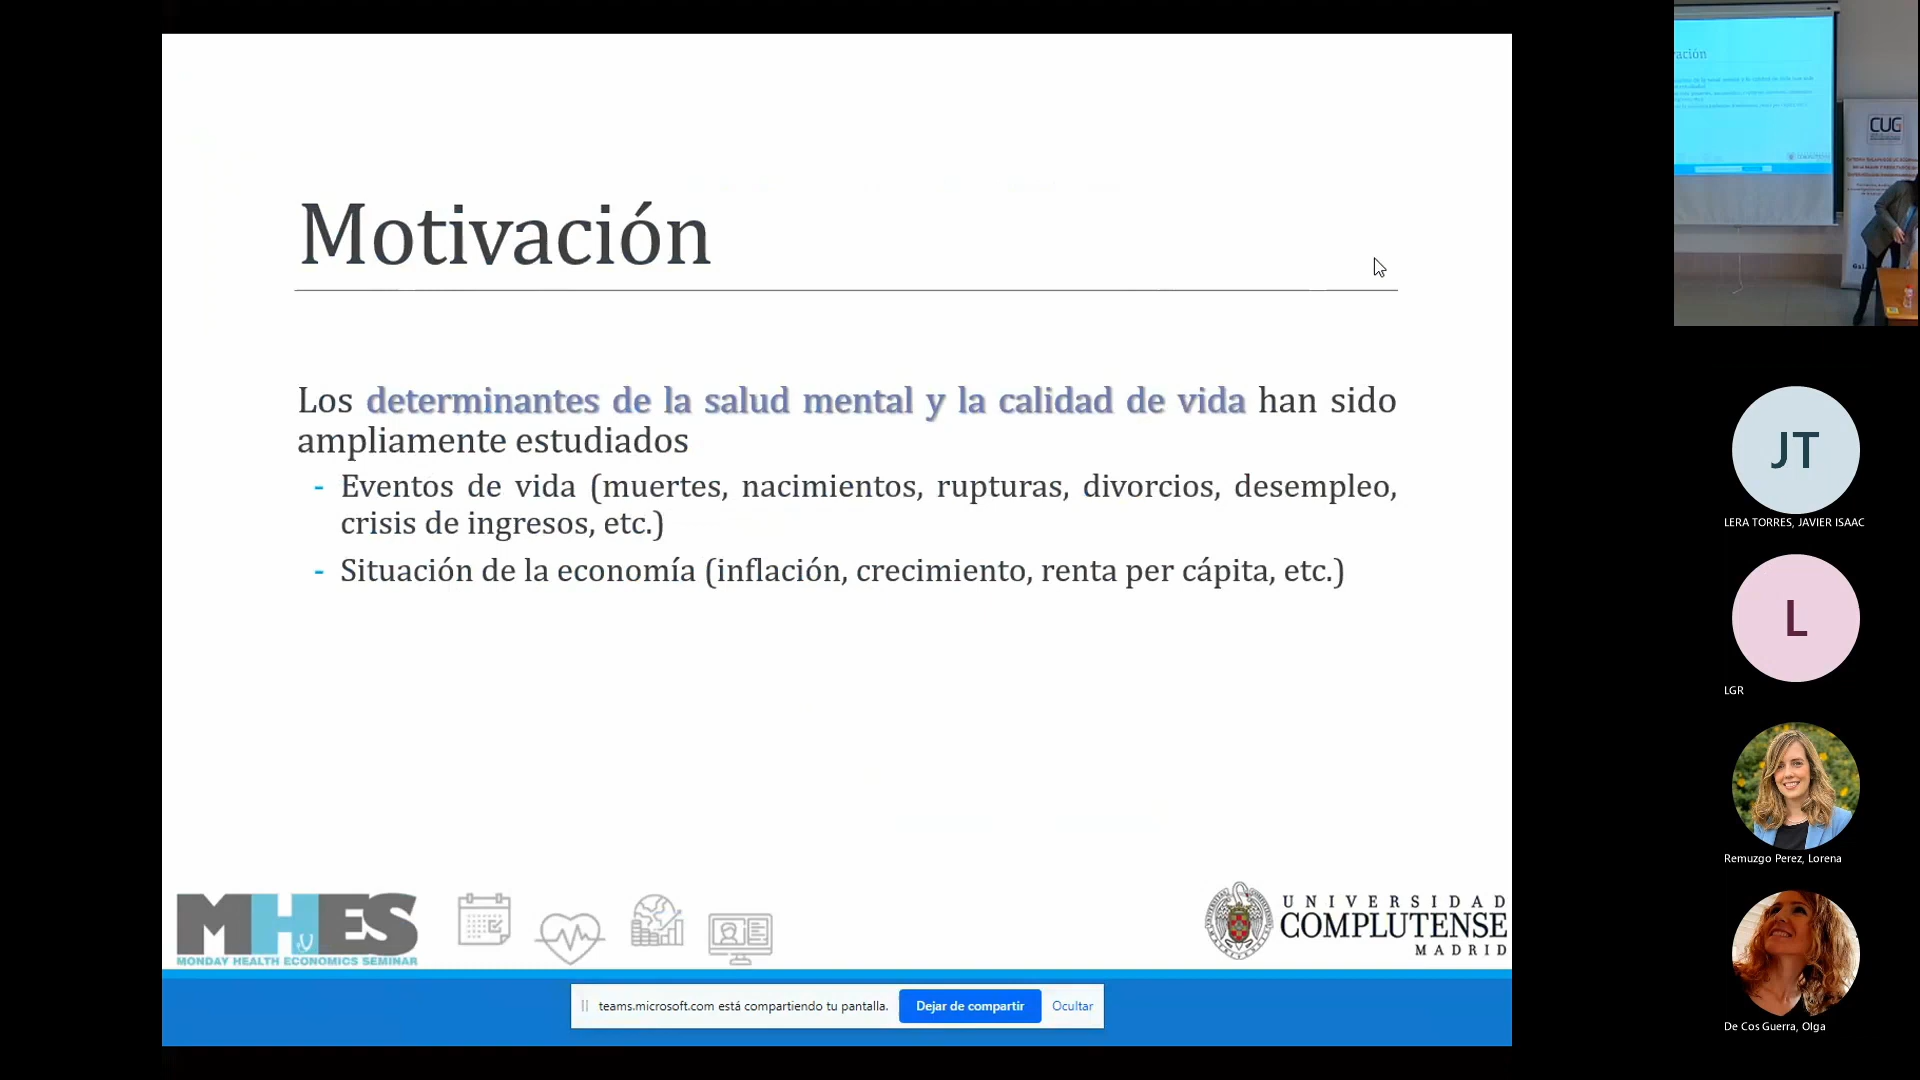 Motivación
Los determinantes de la salud mental y la calidad de vida han sido
ampliamente estudiados
- Eventos de vida (muertes, nacimientos, rupturas, divorcios, desempleo,
crisis de ingresos, etc.)
- Situación de la economía (inflación, crecimiento, renta per cápita, etc.)
MHES
MONDAY HEALTH ECONOMICS SEMINAR
UNIVERSIDAD
COMPLUTENSE
MADRID
teams.microsoft.com está compartiendo tu pantalla.
Dejar de compartir
Ocultar
CUG
JT
LERA TORRES, JAVIER ISAAC
L
LGR
Remuzgo Perez, Lorena
De Cos Guerra, Olga